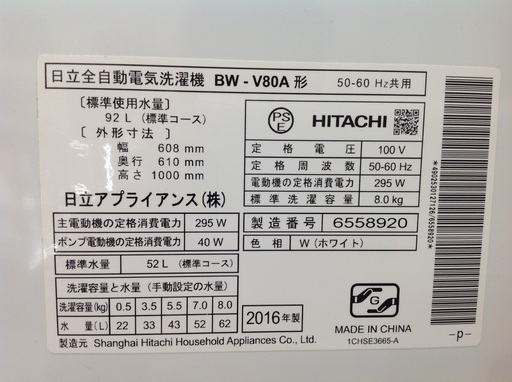 日立全自動電気洗濯機 BW-V80A 形 50-60 Hz共用
〔標準使用水量〕
92 L (標準コース)
〔外形寸法〕
幅 608 mm
奥行 610 mm
高さ 1000 mm
日立アプライアンス(株)
主電動機の定格消費電力 295 W
ポンプ電動機の定格消費電力 40 W
標準水量 52 L (標準コース)
洗濯容量と水量 (手動設定の水量)
洗濯容量(kg) 0.5 3.5 5.5 7.0 8.0
水量(L) 22 33 43 52 62
PS
E
HITACHI
定格電圧 100 V
定格周波数 50-60 Hz
電動機の定格消費電力 295 W
標準洗濯容量 8.0 kg
製造番号 6558920
色相 W (ホワイト)
2016年製
G
MADE IN CHINA
1CHSE3665-A
製造元 Shanghai Hitachi Household Appliances Co., Ltd.
*4902530127126/6558920*
-p-